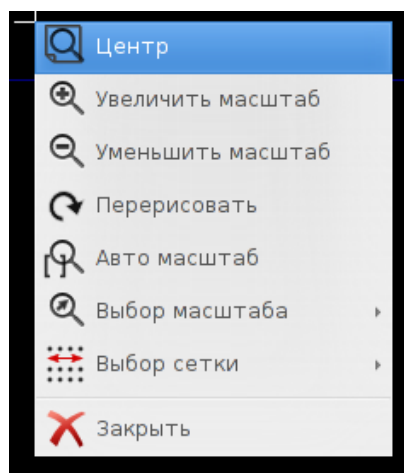 Центр
Увеличить масштаб
Уменьшить масштаб
Перерисовать
Авто масштаб
Выбор масштаба
Выбор сетки
Закрыть